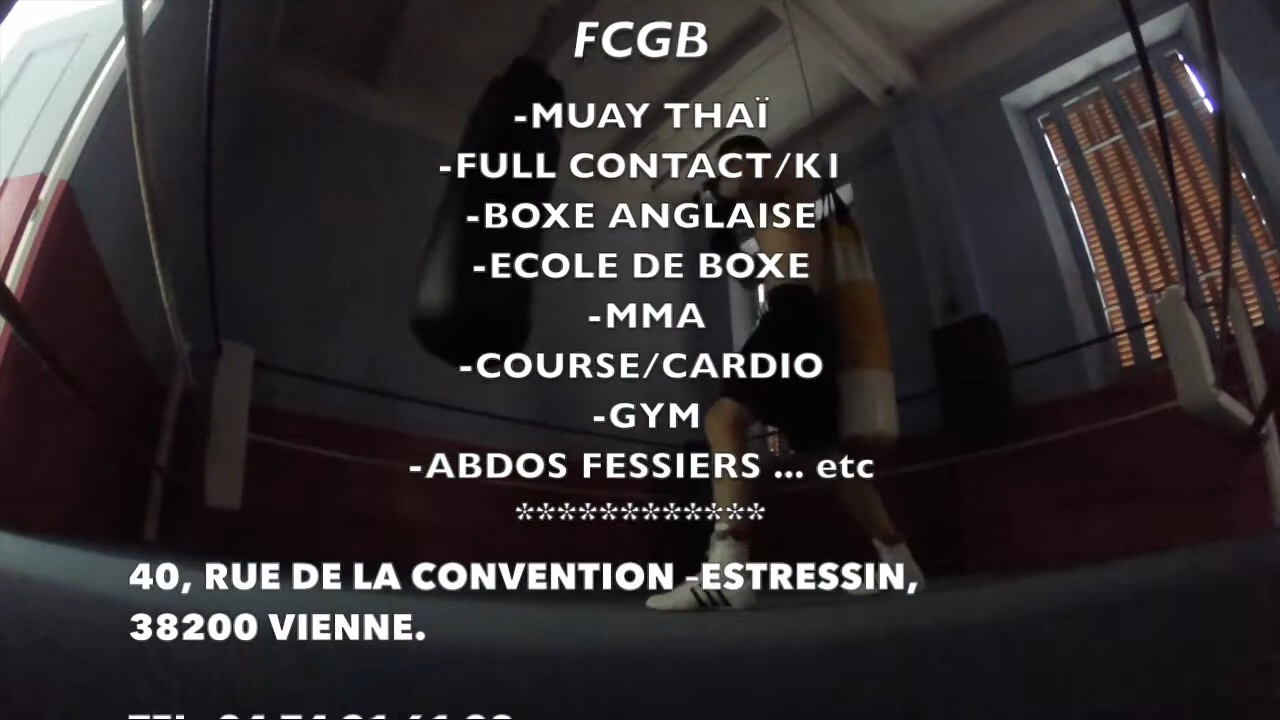 FCGB
-MUAY THAÏ
-FULL CONTACT/K1
-BOXE ANGLAISE
-ECOLE DE BOXE
-MMA
-COURSE/CARDIO
-GYM
-ABDOS FESSIERS ... etc
************
40, RUE DE LA CONVENTION -ESTRESSIN,
38200 VIENNE.